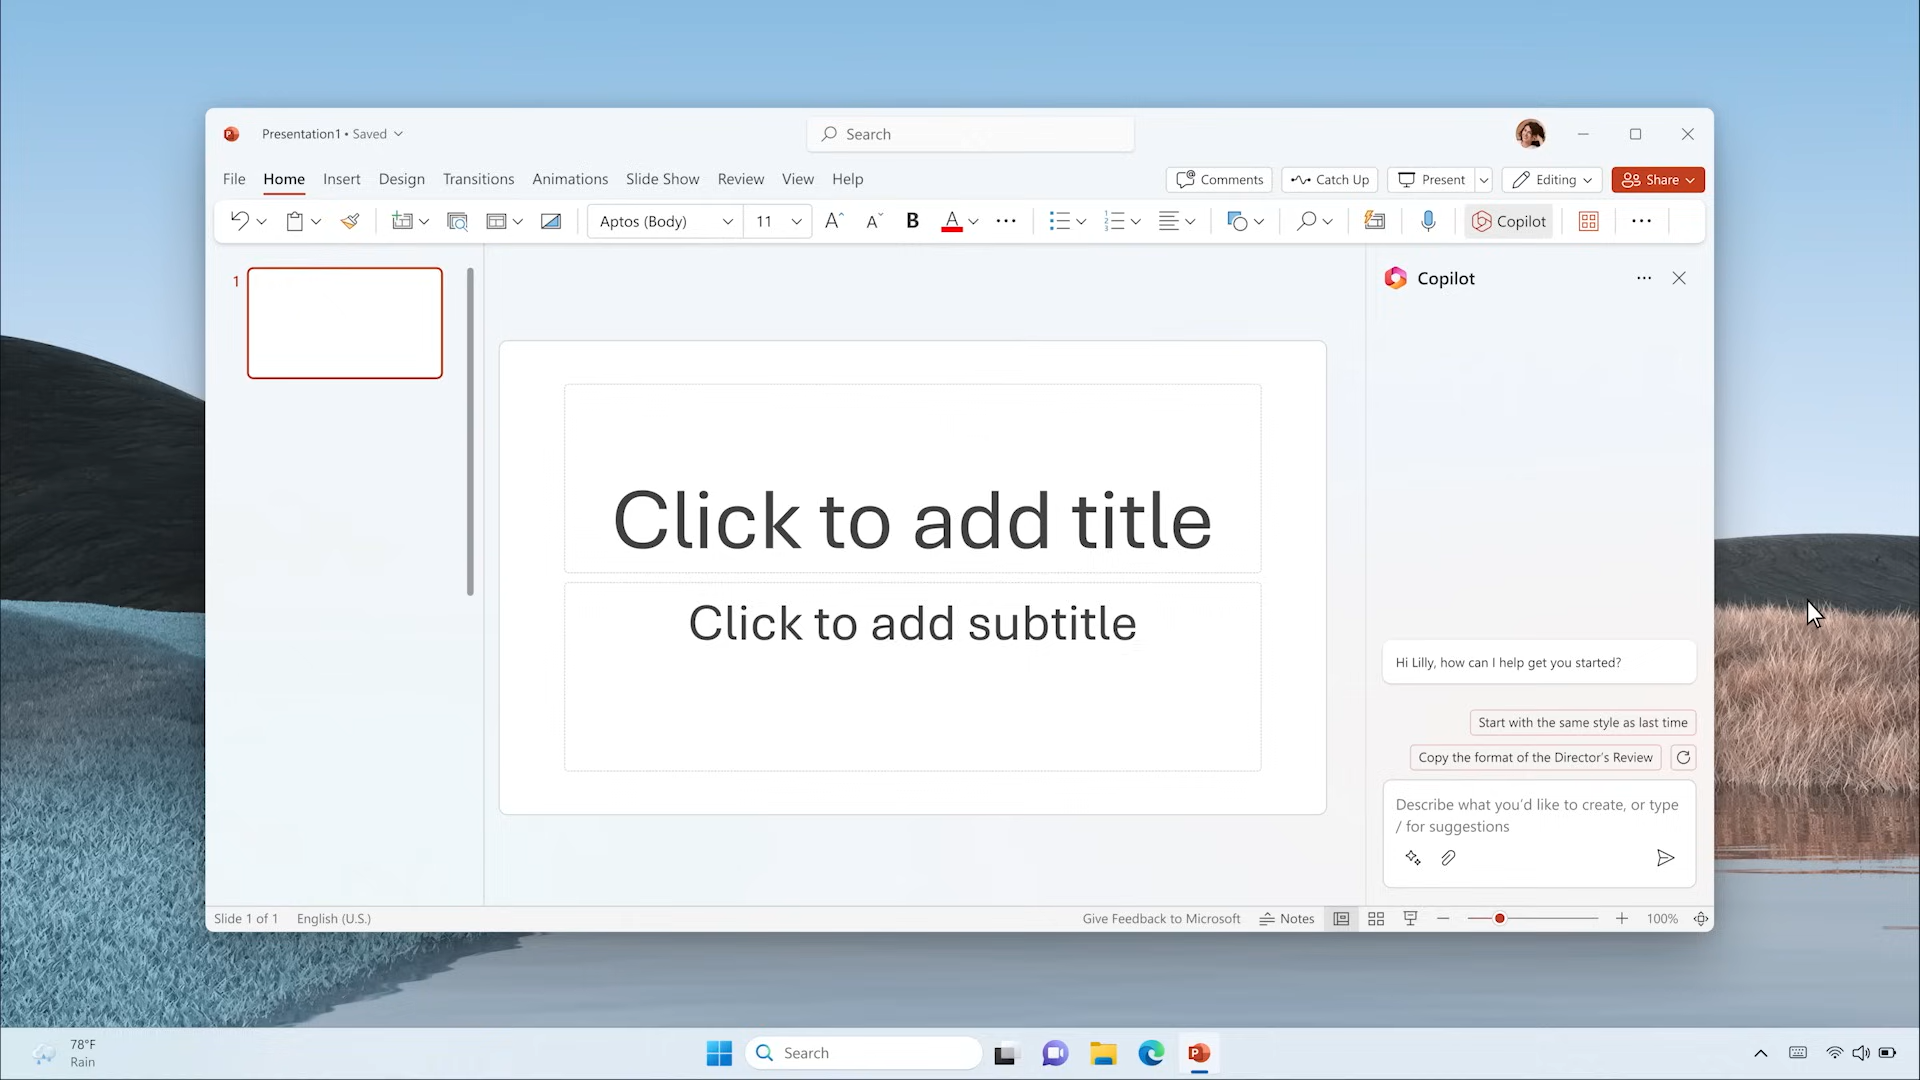 Presentation1 • Saved
Search
File Home Insert Design Transitions Animations Slide Show Review View Help
Comments Catch Up Present Editing Share
Aptos (Body) 11 A A B A Copilot
1
Copilot
Click to add title
Click to add subtitle
Hi Lilly, how can I help get you started?
Start with the same style as last time
Copy the format of the Director's Review
Describe what you'd like to create, or type
/ for suggestions
Slide 1 of 1 English (U.S.) Give Feedback to Microsoft Notes 100%
78°F
Rain
Search